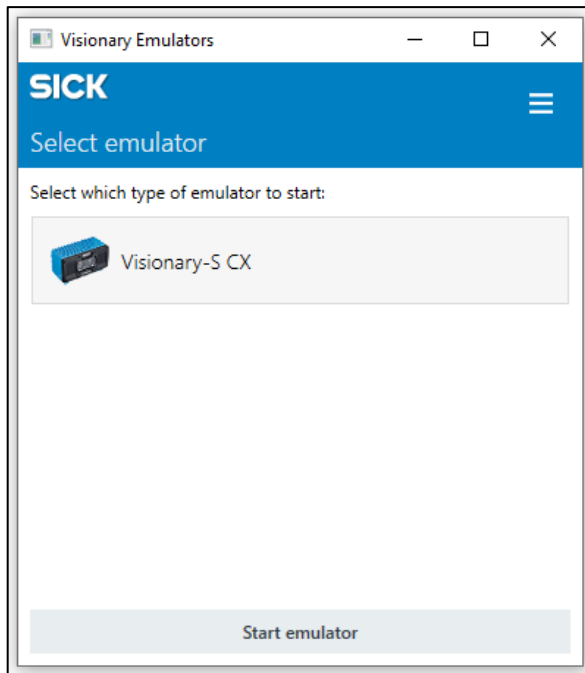 Visionary Emulators
SICK
Select emulator
Select which type of emulator to start:
Visionary-S CX
Start emulator